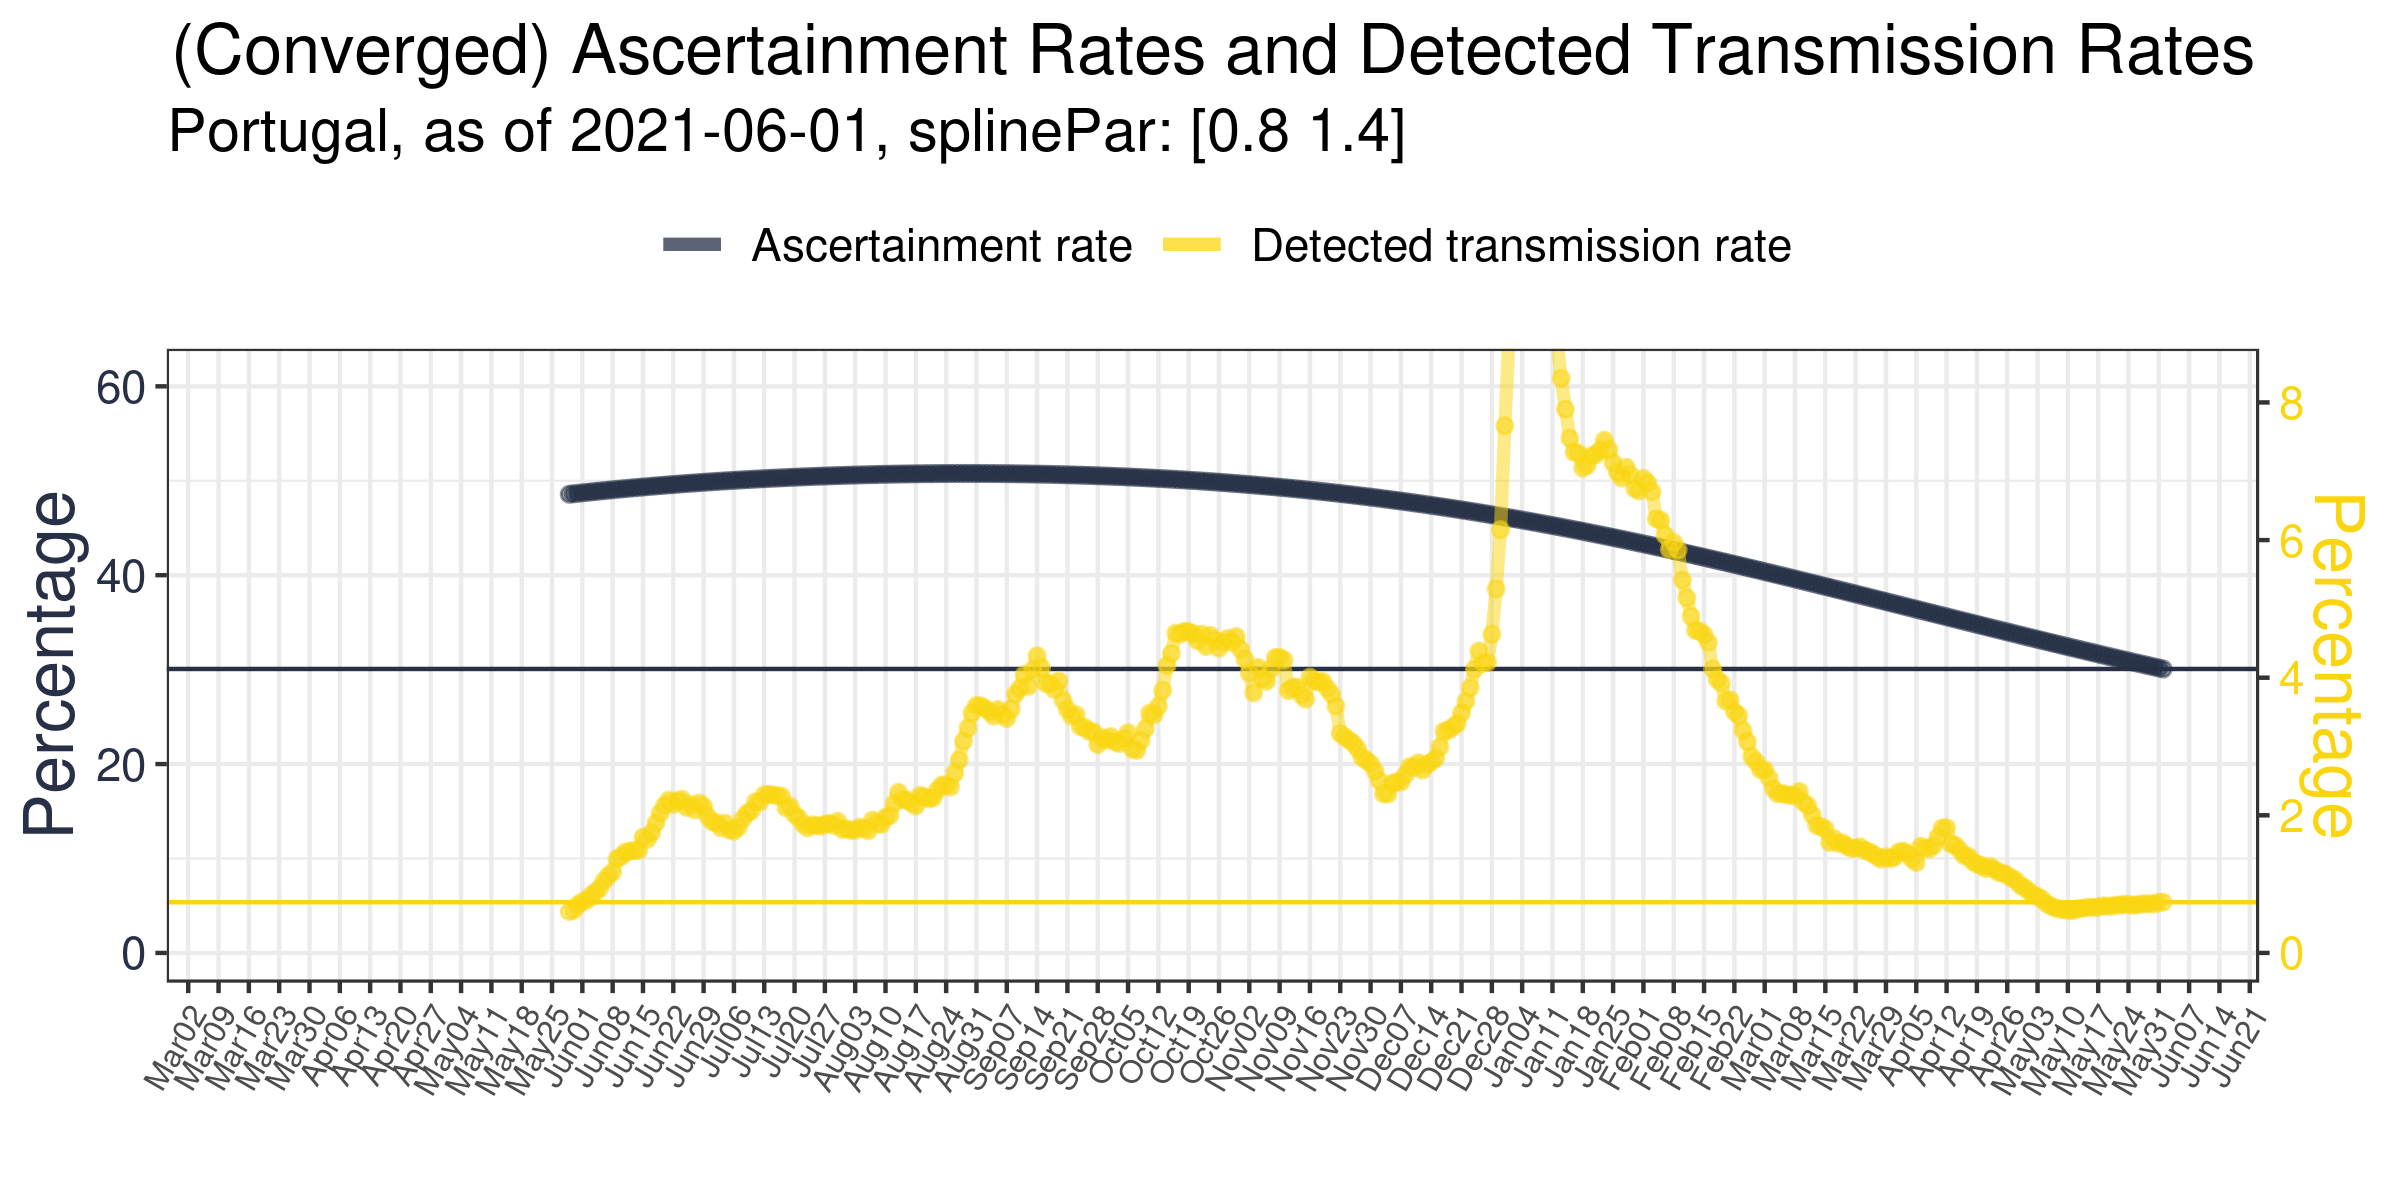 (Converged) Ascertainment Rates and Detected Transmission Rates
Portugal, as of 2021-06-01, splinePar: [0.8 1.4]
Ascertainment rate
Detected transmission rate
Percentage
60
40
20
0
8
6
4
2
0
Percentage
Mar02
Mar09
Mar16
Mar23
Mar30
Apr06
Apr13
Apr20
Apr27
May04
May11
May18
May25
Jun01
Jun08
Jun15
Jun22
Jun29
Jul06
Jul13
Jul20
Jul27
Aug03
Aug10
Aug17
Aug24
Aug31
Sep07
Sep14
Sep21
Sep28
Oct05
Oct12
Oct19
Oct26
Nov02
Nov09
Nov16
Nov23
Nov30
Dec07
Dec14
Dec21
Dec28
Jan04
Jan11
Jan18
Jan25
Feb01
Feb08
Feb15
Feb22
Mar01
Mar08
Mar15
Mar22
Mar29
Apr05
Apr12
Apr19
Apr26
May03
May10
May17
May24
May31
Jun07
Jun14
Jun21